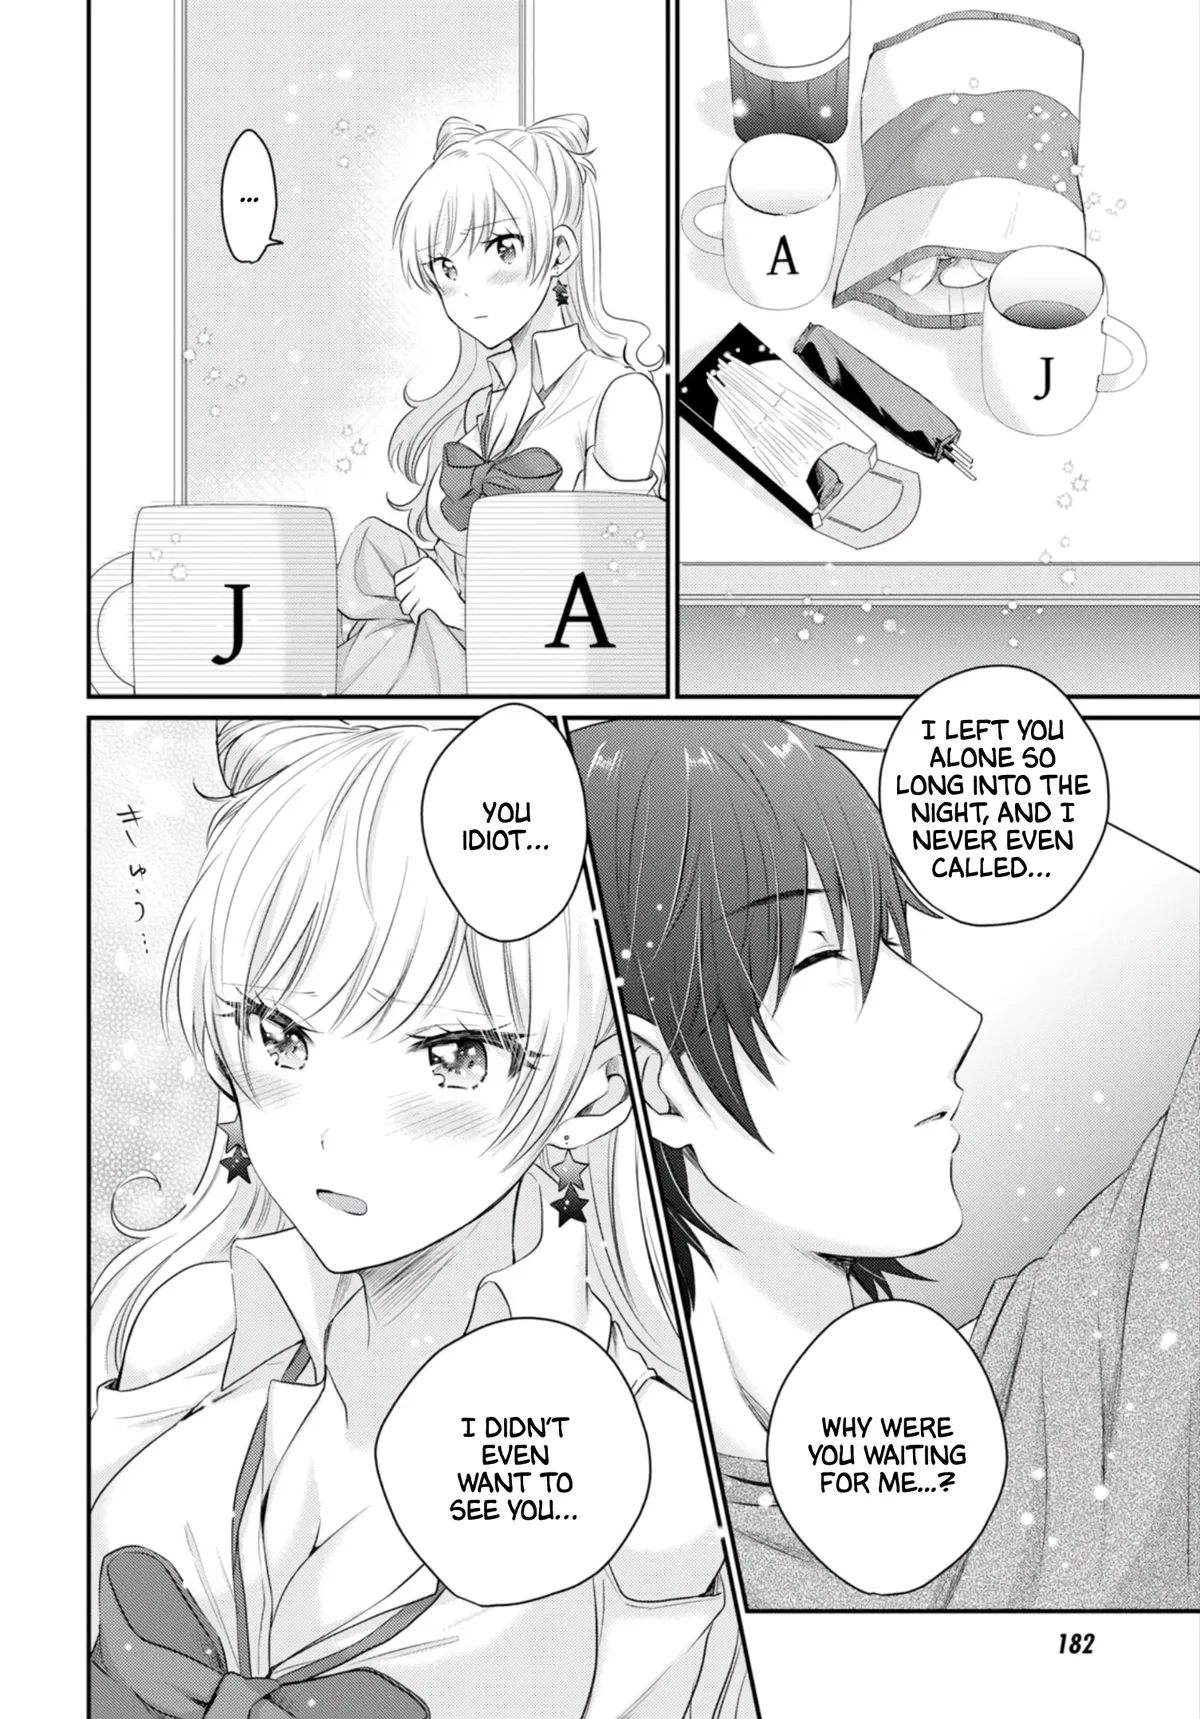 A
J
...
J
A
I LEFT YOU
ALONE SO
LONG INTO THE
NIGHT, AND I
NEVER EVEN
CALLED...
WHY WERE
YOU WAITING
FOR ME...?
YOU
IDIOT...
きゅぅ…
I DIDN'T
EVEN
WANT TO
SEE YOU...
182